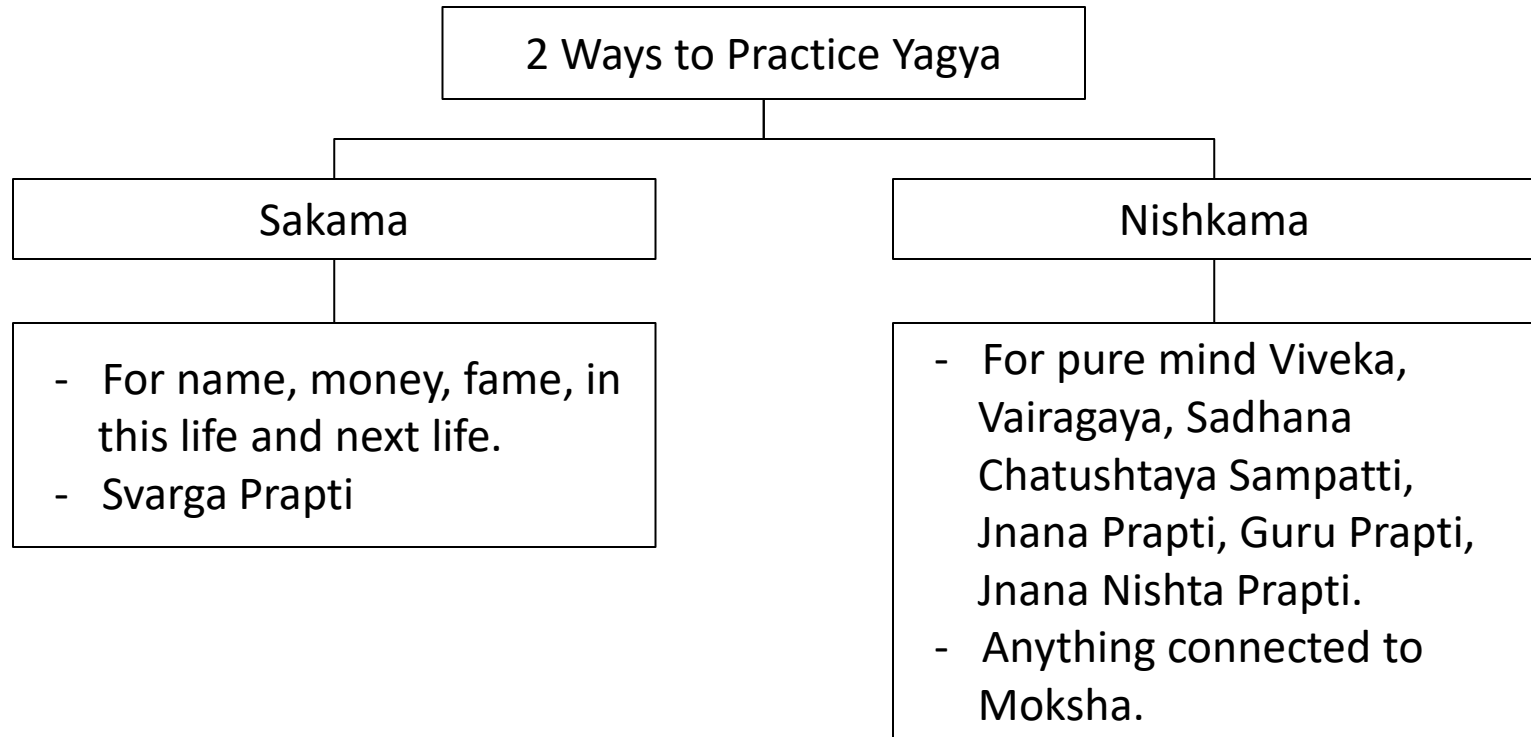 2 Ways to Practice Yagya
Sakama
Nishkama
- For name, money, fame, in
this life and next life.
- Svarga Prapti
- For pure mind Viveka,
Vairagaya, Sadhana
Chatushtaya Sampatti,
Jnana Prapti, Guru Prapti,
Jnana Nishta Prapti.
- Anything connected to
Moksha.